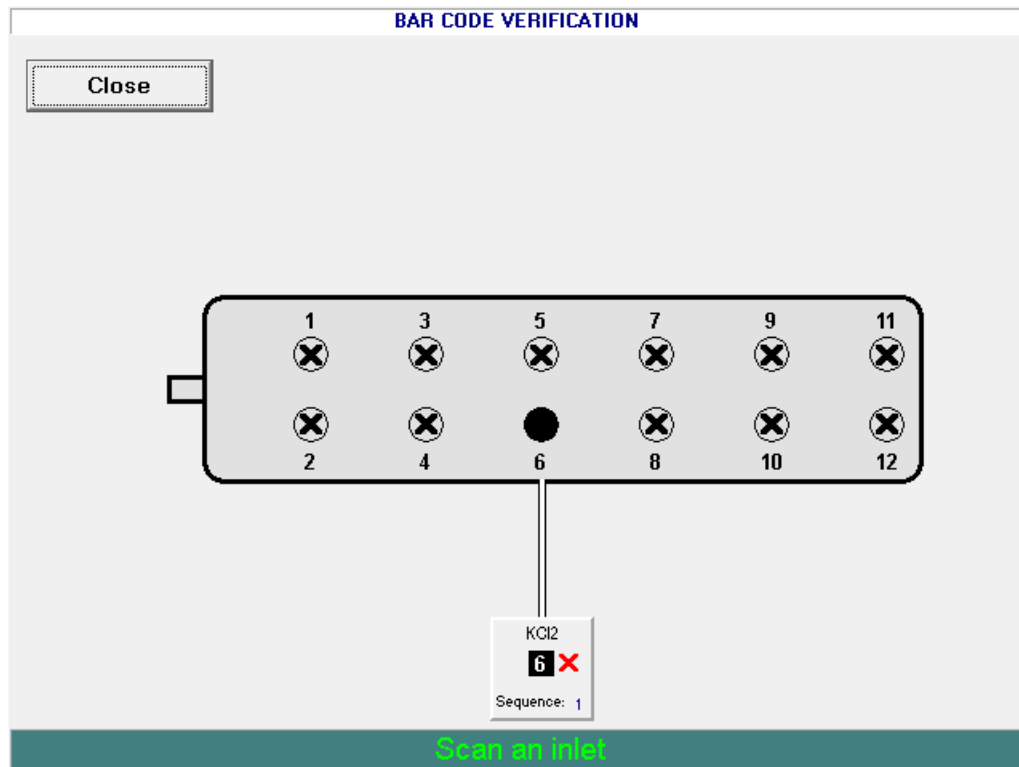 BAR CODE VERIFICATION
Close
1 3 5 7 9 11
2 4 6 8 10 12
KCl2
6
Sequence: 1
Scan an inlet